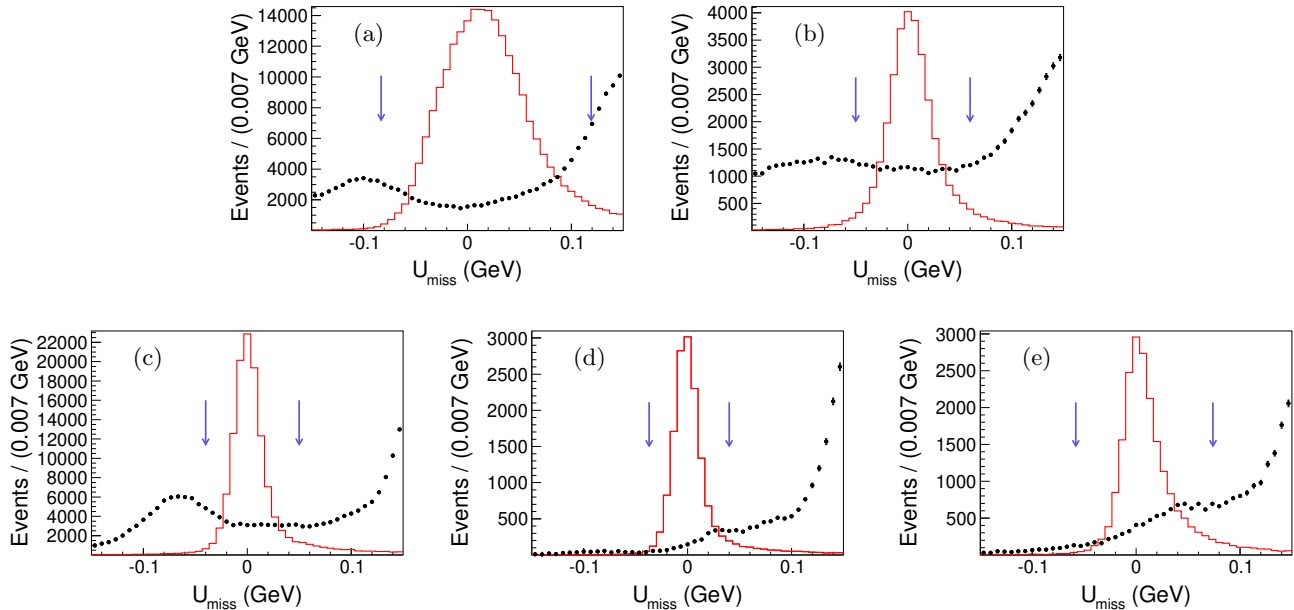 (a)
Events / (0.007 GeV)
14000
12000
10000
8000
6000
4000
2000
-0.1 0 0.1
U_miss (GeV)
(b)
Events / (0.007 GeV)
4000
3500
3000
2500
2000
1500
1000
500
-0.1 0 0.1
U_miss (GeV)
(c)
Events / (0.007 GeV)
22000
20000
18000
16000
14000
12000
10000
8000
6000
4000
2000
-0.1 0 0.1
U_miss (GeV)
(d)
Events / (0.007 GeV)
3000
2500
2000
1500
1000
500
-0.1 0 0.1
U_miss (GeV)
(e)
Events / (0.007 GeV)
3000
2500
2000
1500
1000
500
-0.1 0 0.1
U_miss (GeV)